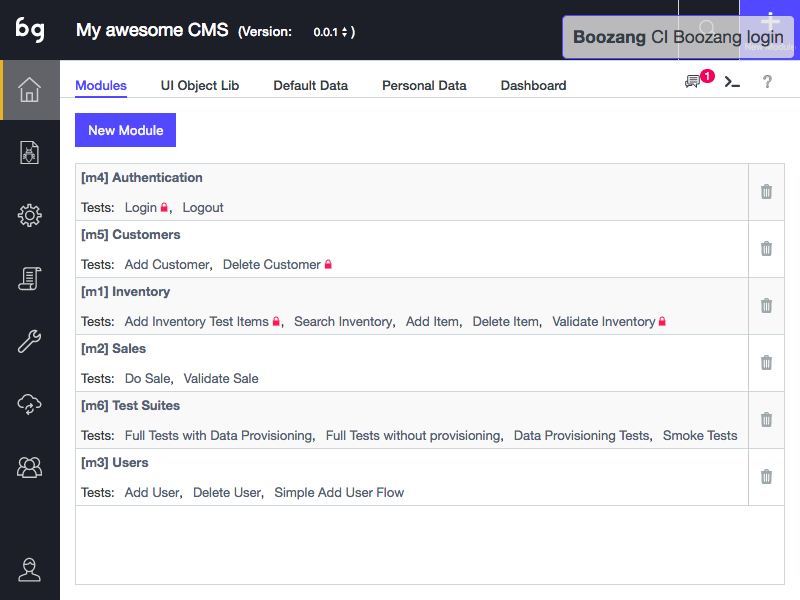 bg My awesome CMS (Version: 0.0.1 )
Boozang CI Boozang login
New Module
Modules UI Object Lib Default Data Personal Data Dashboard 1 ?
New Module
[m4] Authentication
Tests: Login, Logout
[m5] Customers
Tests: Add Customer, Delete Customer
[m1] Inventory
Tests: Add Inventory Test Items, Search Inventory, Add Item, Delete Item, Validate Inventory
[m2] Sales
Tests: Do Sale, Validate Sale
[m6] Test Suites
Tests: Full Tests with Data Provisioning, Full Tests without provisioning, Data Provisioning Tests, Smoke Tests
[m3] Users
Tests: Add User, Delete User, Simple Add User Flow